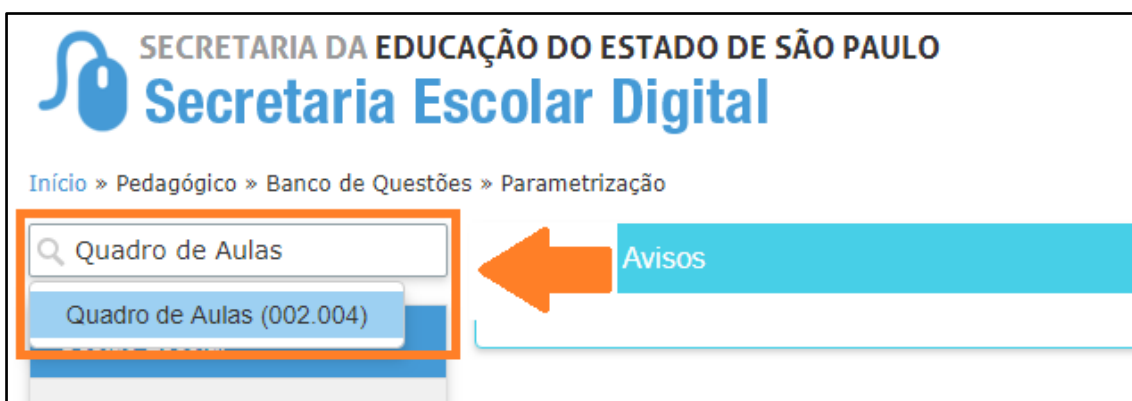 SECRETARIA DA EDUCAÇÃO DO ESTADO DE SÃO PAULO
Secretaria Escolar Digital
Início » Pedagógico » Banco de Questões » Parametrização
Quadro de Aulas
Avisos
Quadro de Aulas (002.004)